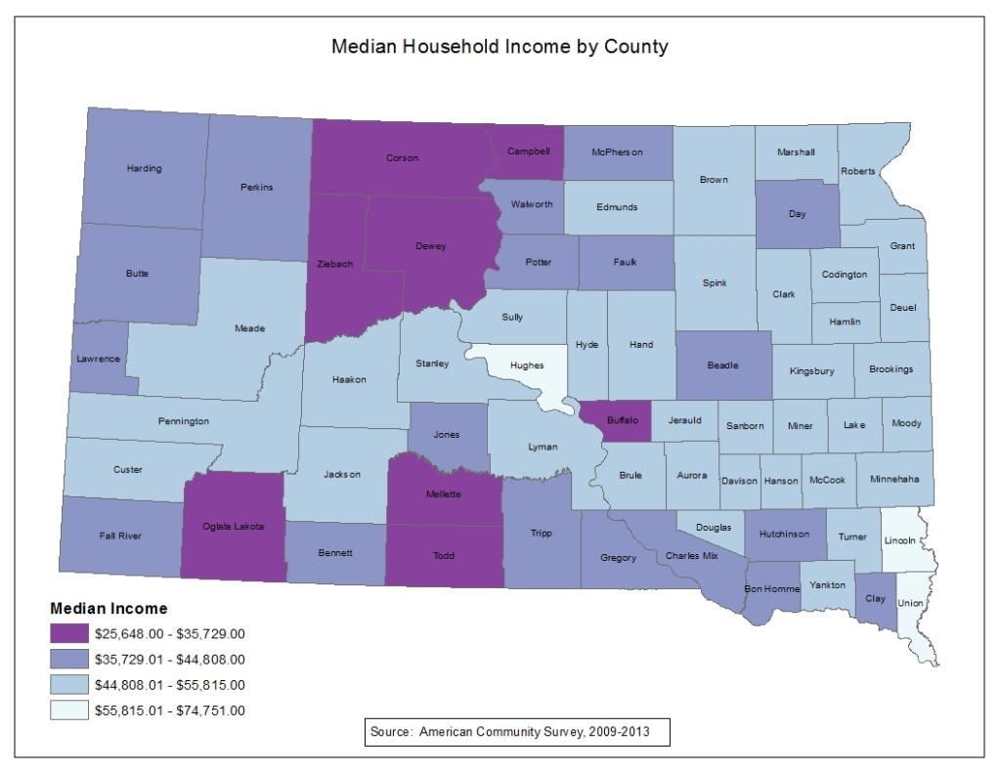 Median Household Income by County
Harding
Perkins
Corson
Campbell
McPherson
Brown
Marshall
Roberts
Walworth
Edmunds
Day
Butte
Ziebach
Dewey
Potter
Faulk
Spink
Grant
Codington
Clark
Deuel
Hamlin
Meade
Sully
Hyde
Hand
Lawrence
Haakon
Stanley
Hughes
Beadle
Kingsbury
Brookings
Pennington
Jones
Buffalo
Jerauld
Sanborn
Miner
Lake
Moody
Lyman
Custer
Jackson
Mellette
Brule
Aurora
Davison
Hanson
McCook
Minnehaha
Fall River
Oglala Lakota
Bennett
Todd
Tripp
Gregory
Charles Mix
Douglas
Hutchinson
Turner
Lincoln
Bon Homme
Yankton
Clay
Union
Median Income
$25,648.00 - $35,729.00
$35,729.01 - $44,808.00
$44,808.01 - $55,815.00
$55,815.01 - $74,751.00
Source: American Community Survey, 2009-2013